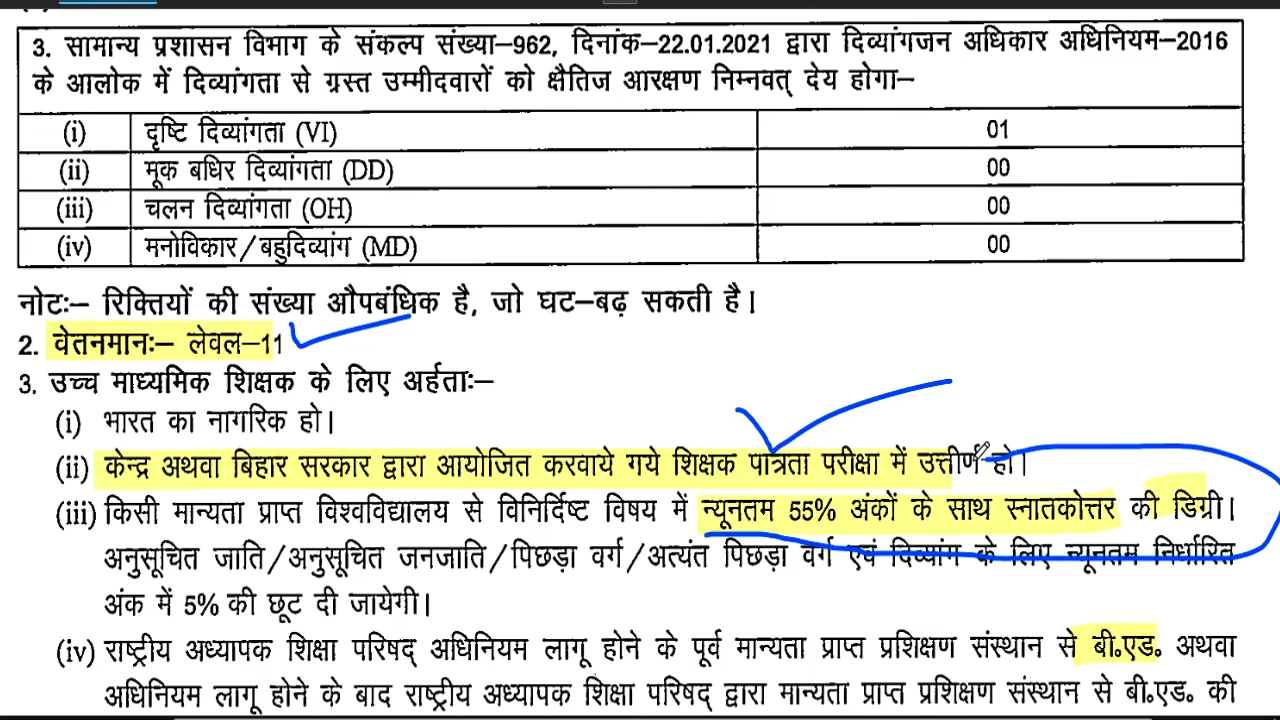 3. सामान्य प्रशासन विभाग के संकल्प संख्या–962, दिनांक–22.01.2021 द्वारा दिव्यांगजन अधिकार अधिनियम–2016
के आलोक में दिव्यांगता से ग्रस्त उम्मीदवारों को क्षैतिज आरक्षण निम्नवत् देय होगा–
(i) दृष्टि दिव्यांगता (VI) 01
(ii) मूक बधिर दिव्यांगता (DD) 00
(iii) चलन दिव्यांगता (OH) 00
(iv) मनोविकार/बहुदिव्यांग (MD) 00
नोटः– रिक्तियों की संख्या औपबंधिक है, जो घट–बढ़ सकती है।
2. वेतनमानः– लेवल–11
3. उच्च माध्यमिक शिक्षक के लिए अर्हताः–
(i) भारत का नागरिक हो।
(ii) केन्द्र अथवा बिहार सरकार द्वारा आयोजित करवाये गये शिक्षक पात्रता परीक्षा में उत्तीर्ण हो।
(iii) किसी मान्यता प्राप्त विश्वविद्यालय से विनिर्दिष्ट विषय में न्यूनतम 55% अंकों के साथ स्नातकोत्तर की डिग्री।
अनुसूचित जाति/अनुसूचित जनजाति/पिछड़ा वर्ग/अत्यंत पिछड़ा वर्ग एवं दिव्यांग के लिए न्यूनतम निर्धारित
अंक में 5% की छूट दी जायेगी।
(iv) राष्ट्रीय अध्यापक शिक्षा परिषद् अधिनियम लागू होने के पूर्व मान्यता प्राप्त प्रशिक्षण संस्थान से बी॰एड॰ अथवा
अधिनियम लागू होने के बाद राष्ट्रीय अध्यापक शिक्षा परिषद् द्वारा मान्यता प्राप्त प्रशिक्षण संस्थान से बी॰एड॰ की